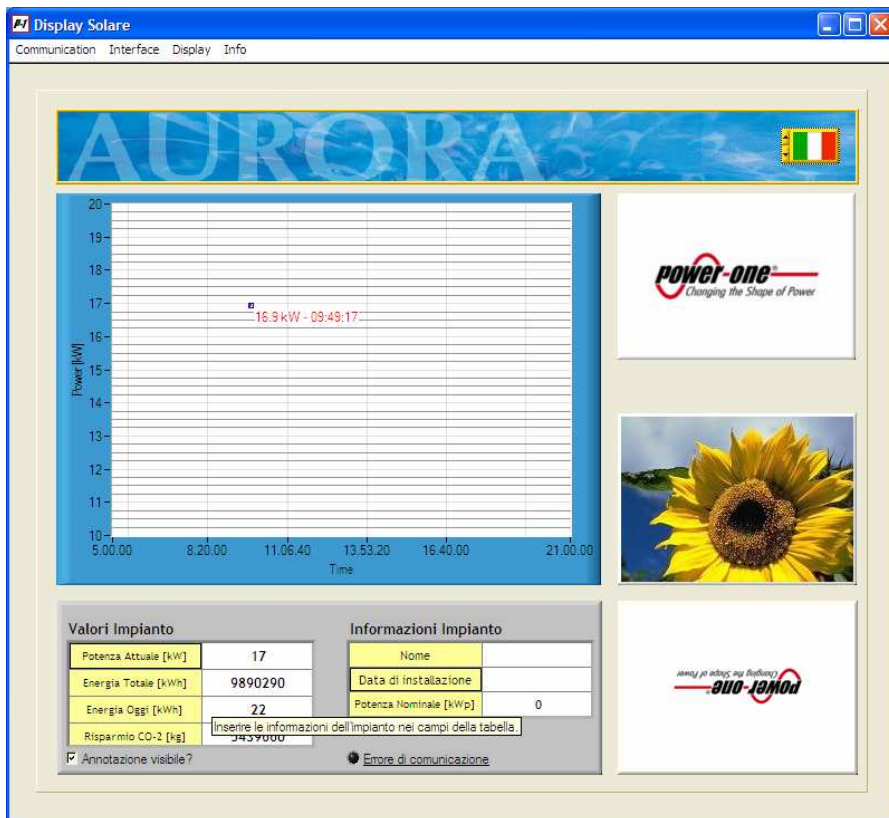 Display Solare
Communication Interface Display Info
AURORA
20
19
18
17
16
15
14
13
12
11
10
Power [kW]
16.9 kW - 09:49:17
5.00.00 8.20.00 11.06.40 13.53.20 16.40.00 21.00.00
Time
power-one®
Changing the Shape of Power
Valori Impianto
Potenza Attuale [kW] 17
Energia Totale [kWh] 9890290
Energia Oggi [kWh] 22
Risparmio CO-2 [kg]
Annotazione visibile?
Informazioni Impianto
Nome
Data di installazione
Potenza Nominale [kWp] 0
Inserire le informazioni dell'impianto nei campi della tabella.
Errore di comunicazione
power-one®
Changing the Shape of Power